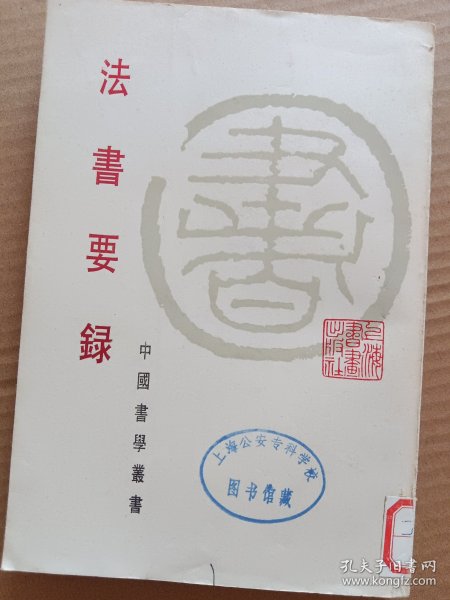 法書要録
中國書學叢書
書
上海
書畫
出版社
上海公安专科学校
图书馆藏
孔夫子旧书网
www.kongfz.com